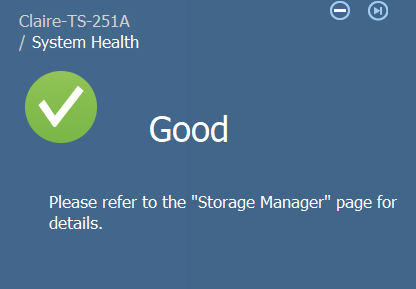 Claire-TS-251A
/ System Health
Good
Please refer to the "Storage Manager" page for
details.